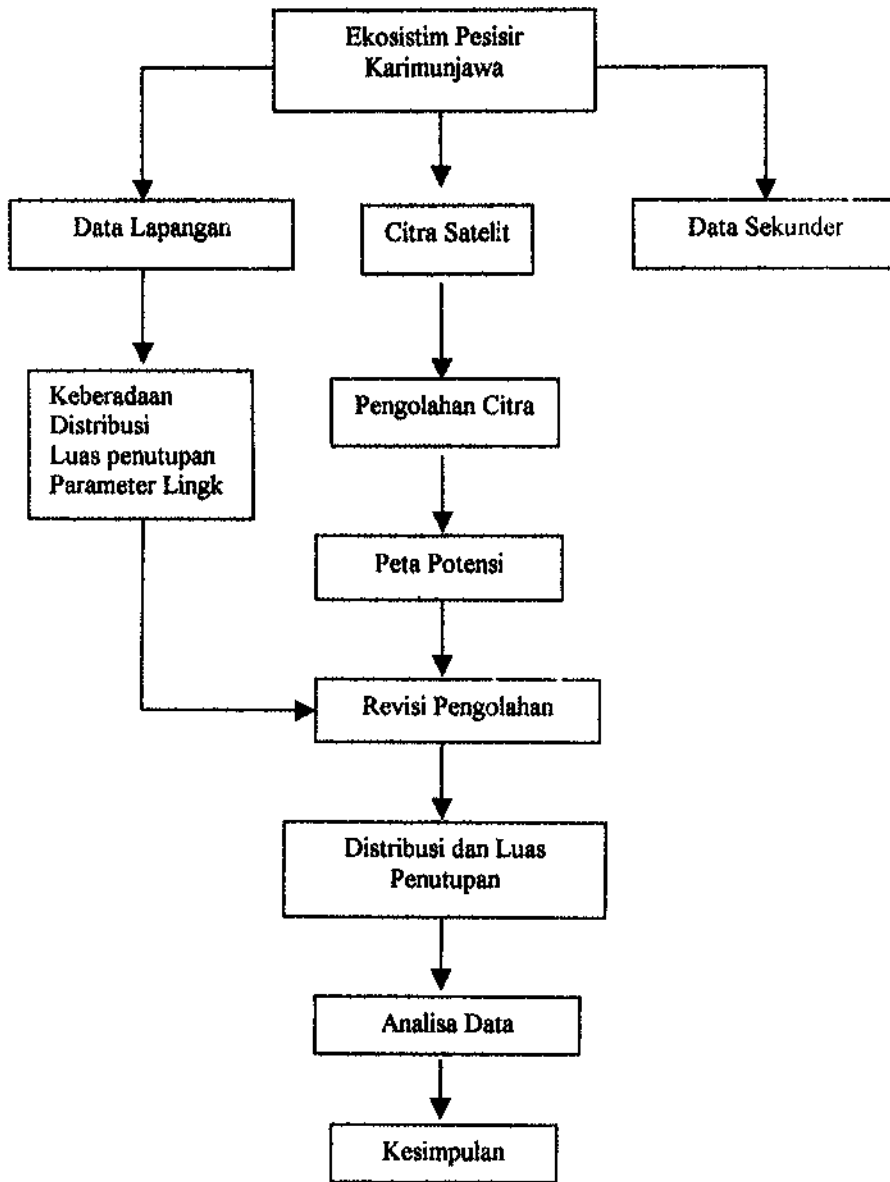 Ekosistim Pesisir
Karimunjawa
Data Lapangan
Citra Satelit
Data Sekunder
Keberadaan
Distribusi
Luas penutupan
Parameter Lingk
Pengolahan Citra
Peta Potensi
Revisi Pengolahan
Distribusi dan Luas
Penutupan
Analisa Data
Kesimpulan